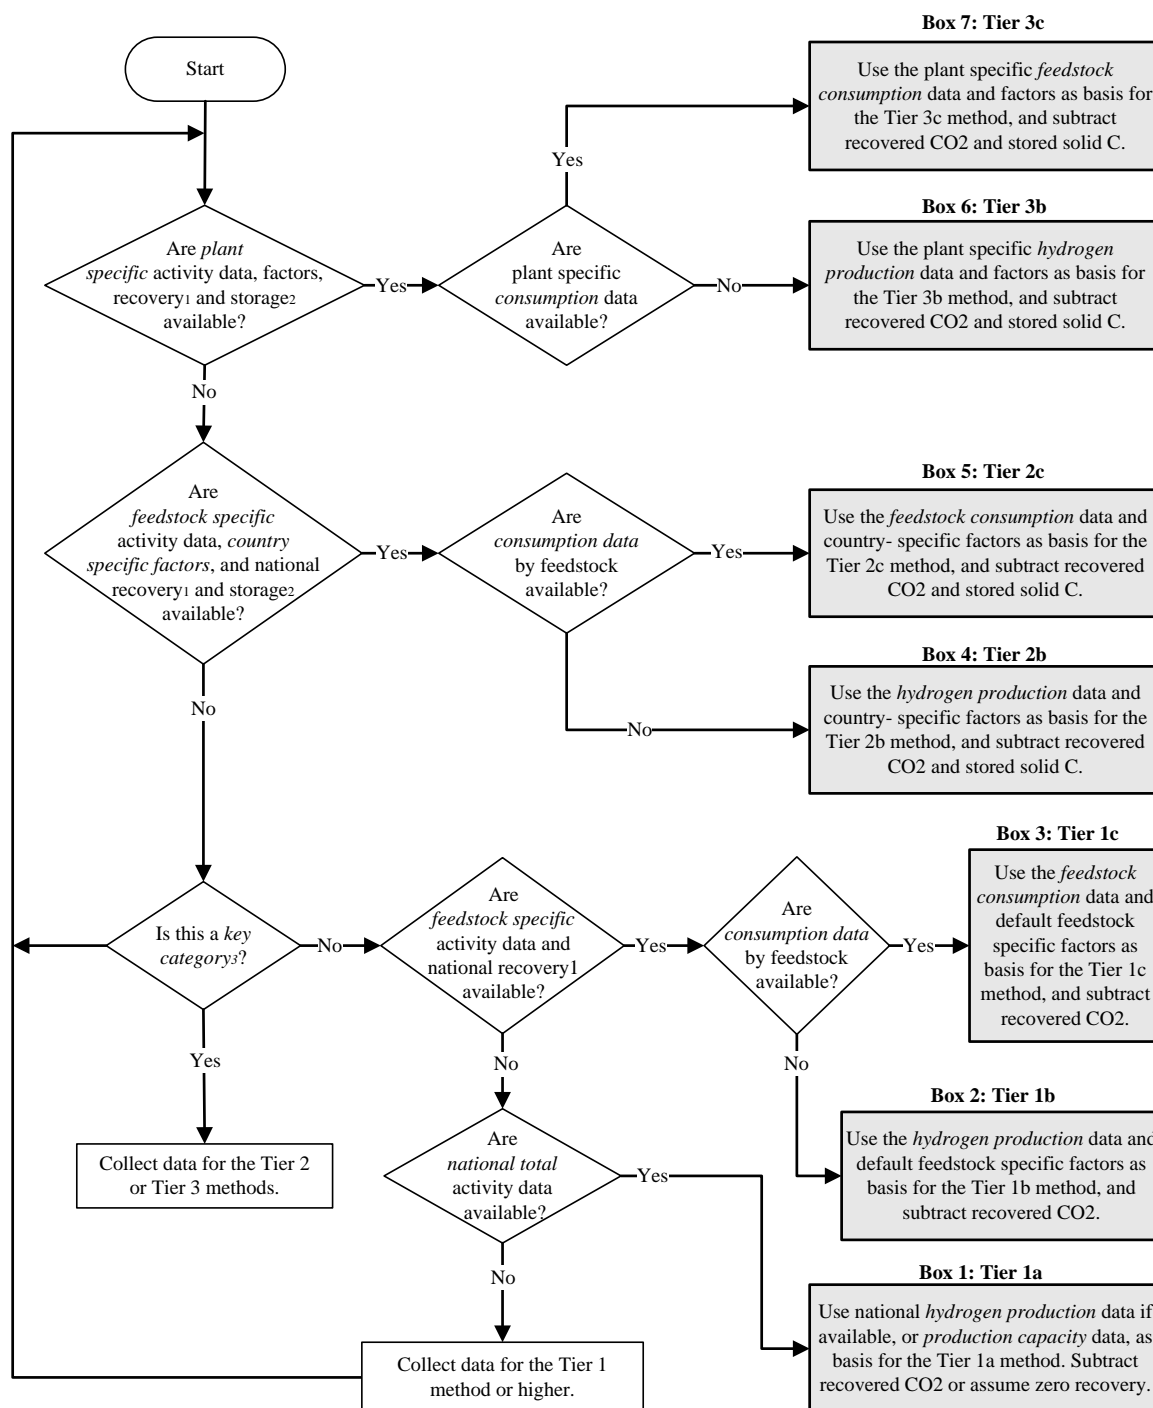 Start
Box 7: Tier 3c
Use the plant specific feedstock
consumption data and factors as basis for
the Tier 3c method, and subtract
recovered CO2 and stored solid C.
Yes
Are plant
specific activity data, factors,
recovery1 and storage2
available?
Yes
Are
plant specific
consumption data
available?
No
Box 6: Tier 3b
Use the plant specific hydrogen
production data and factors as basis for
the Tier 3b method, and subtract
recovered CO2 and stored solid C.
No
Are
feedstock specific
activity data, country
specific factors, and national
recovery1 and storage2
available?
Yes
Are
consumption data
by feedstock
available?
Yes
Box 5: Tier 2c
Use the feedstock consumption data and
country- specific factors as basis for the
Tier 2c method, and subtract recovered
CO2 and stored solid C.
No
Box 4: Tier 2b
Use the hydrogen production data and
country- specific factors as basis for the
Tier 2b method, and subtract recovered
CO2 and stored solid C.
No
Is this a key
category3?
No
Are
feedstock specific
activity data and
national recovery1
available?
Yes
Are
consumption data
by feedstock
available?
Yes
Box 3: Tier 1c
Use the feedstock
consumption data and
default feedstock
specific factors as
basis for the Tier 1c
method, and subtract
recovered CO2.
Yes
Collect data for the Tier 2
or Tier 3 methods.
No
Are
national total
activity data
available?
Yes
No
Box 2: Tier 1b
Use the hydrogen production data and
default feedstock specific factors as
basis for the Tier 1b method, and
subtract recovered CO2.
No
Collect data for the Tier 1
method or higher.
Box 1: Tier 1a
Use national hydrogen production data if
available, or production capacity data, as
basis for the Tier 1a method. Subtract
recovered CO2 or assume zero recovery.